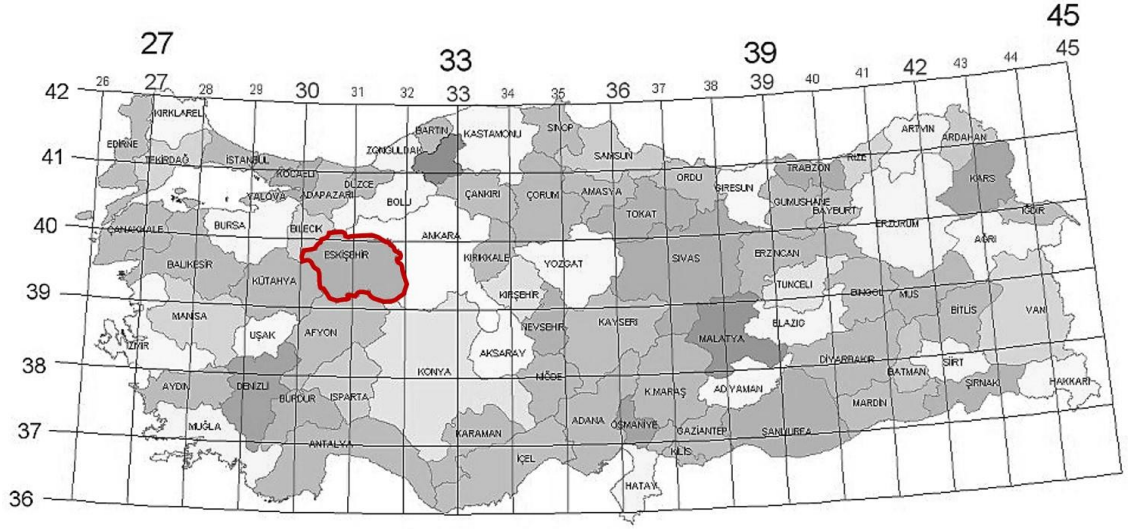 45
27
33
39
45
26 27 28 29 30 31 32 33 34 35 36 37 38 39 40 41 42 43 44
42
41
40
39
38
37
36
KIRKLAREL
EDİRNE
TEKİRDAĞ
İSTANBUL
KOCAELİ
YALOVA
ADAPAZARI
DÜZCE
ZONGULDAK
BARTIN
KASTAMONU
SİNOP
SAMSUN
ORDU
GİRESUN
TRABZON
RİZE
ARTVİN
ARDAHAN
KARS
BOLU
ÇANKIRI
ÇORUM
AMASYA
TOKAT
GUMUSHANE
BAYBURT
ERZURUM
IĞDIR
AĞRI
ÇANAKKALE
BURSA
BİLECİK
ANKARA
BALIKESİR
KÜTAHYA
ESKİŞEHİR
KIRIKKALE
YOZGAT
SİVAS
ERZİNCAN
TUNCELİ
BİNGÖL
MUŞ
BİTLİS
VAN
MANİSA
UŞAK
AFYON
KIRŞEHİR
NEVŞEHİR
KAYSERİ
MALATYA
ELAZIG
İZMİR
AKSARAY
KONYA
NİĞDE
DİYARBAKIR
BATMAN
SİİRT
ŞIRNAK
HAKKARİ
AYDIN
DENİZLİ
BURDUR
ISPARTA
K.MARAŞ
ADIYAMAN
MARDİN
MUĞLA
ANTALYA
KARAMAN
İÇEL
ADANA
OSMANİYE
GAZİANTEP
ŞANLIURFA
KİLİS
HATAY